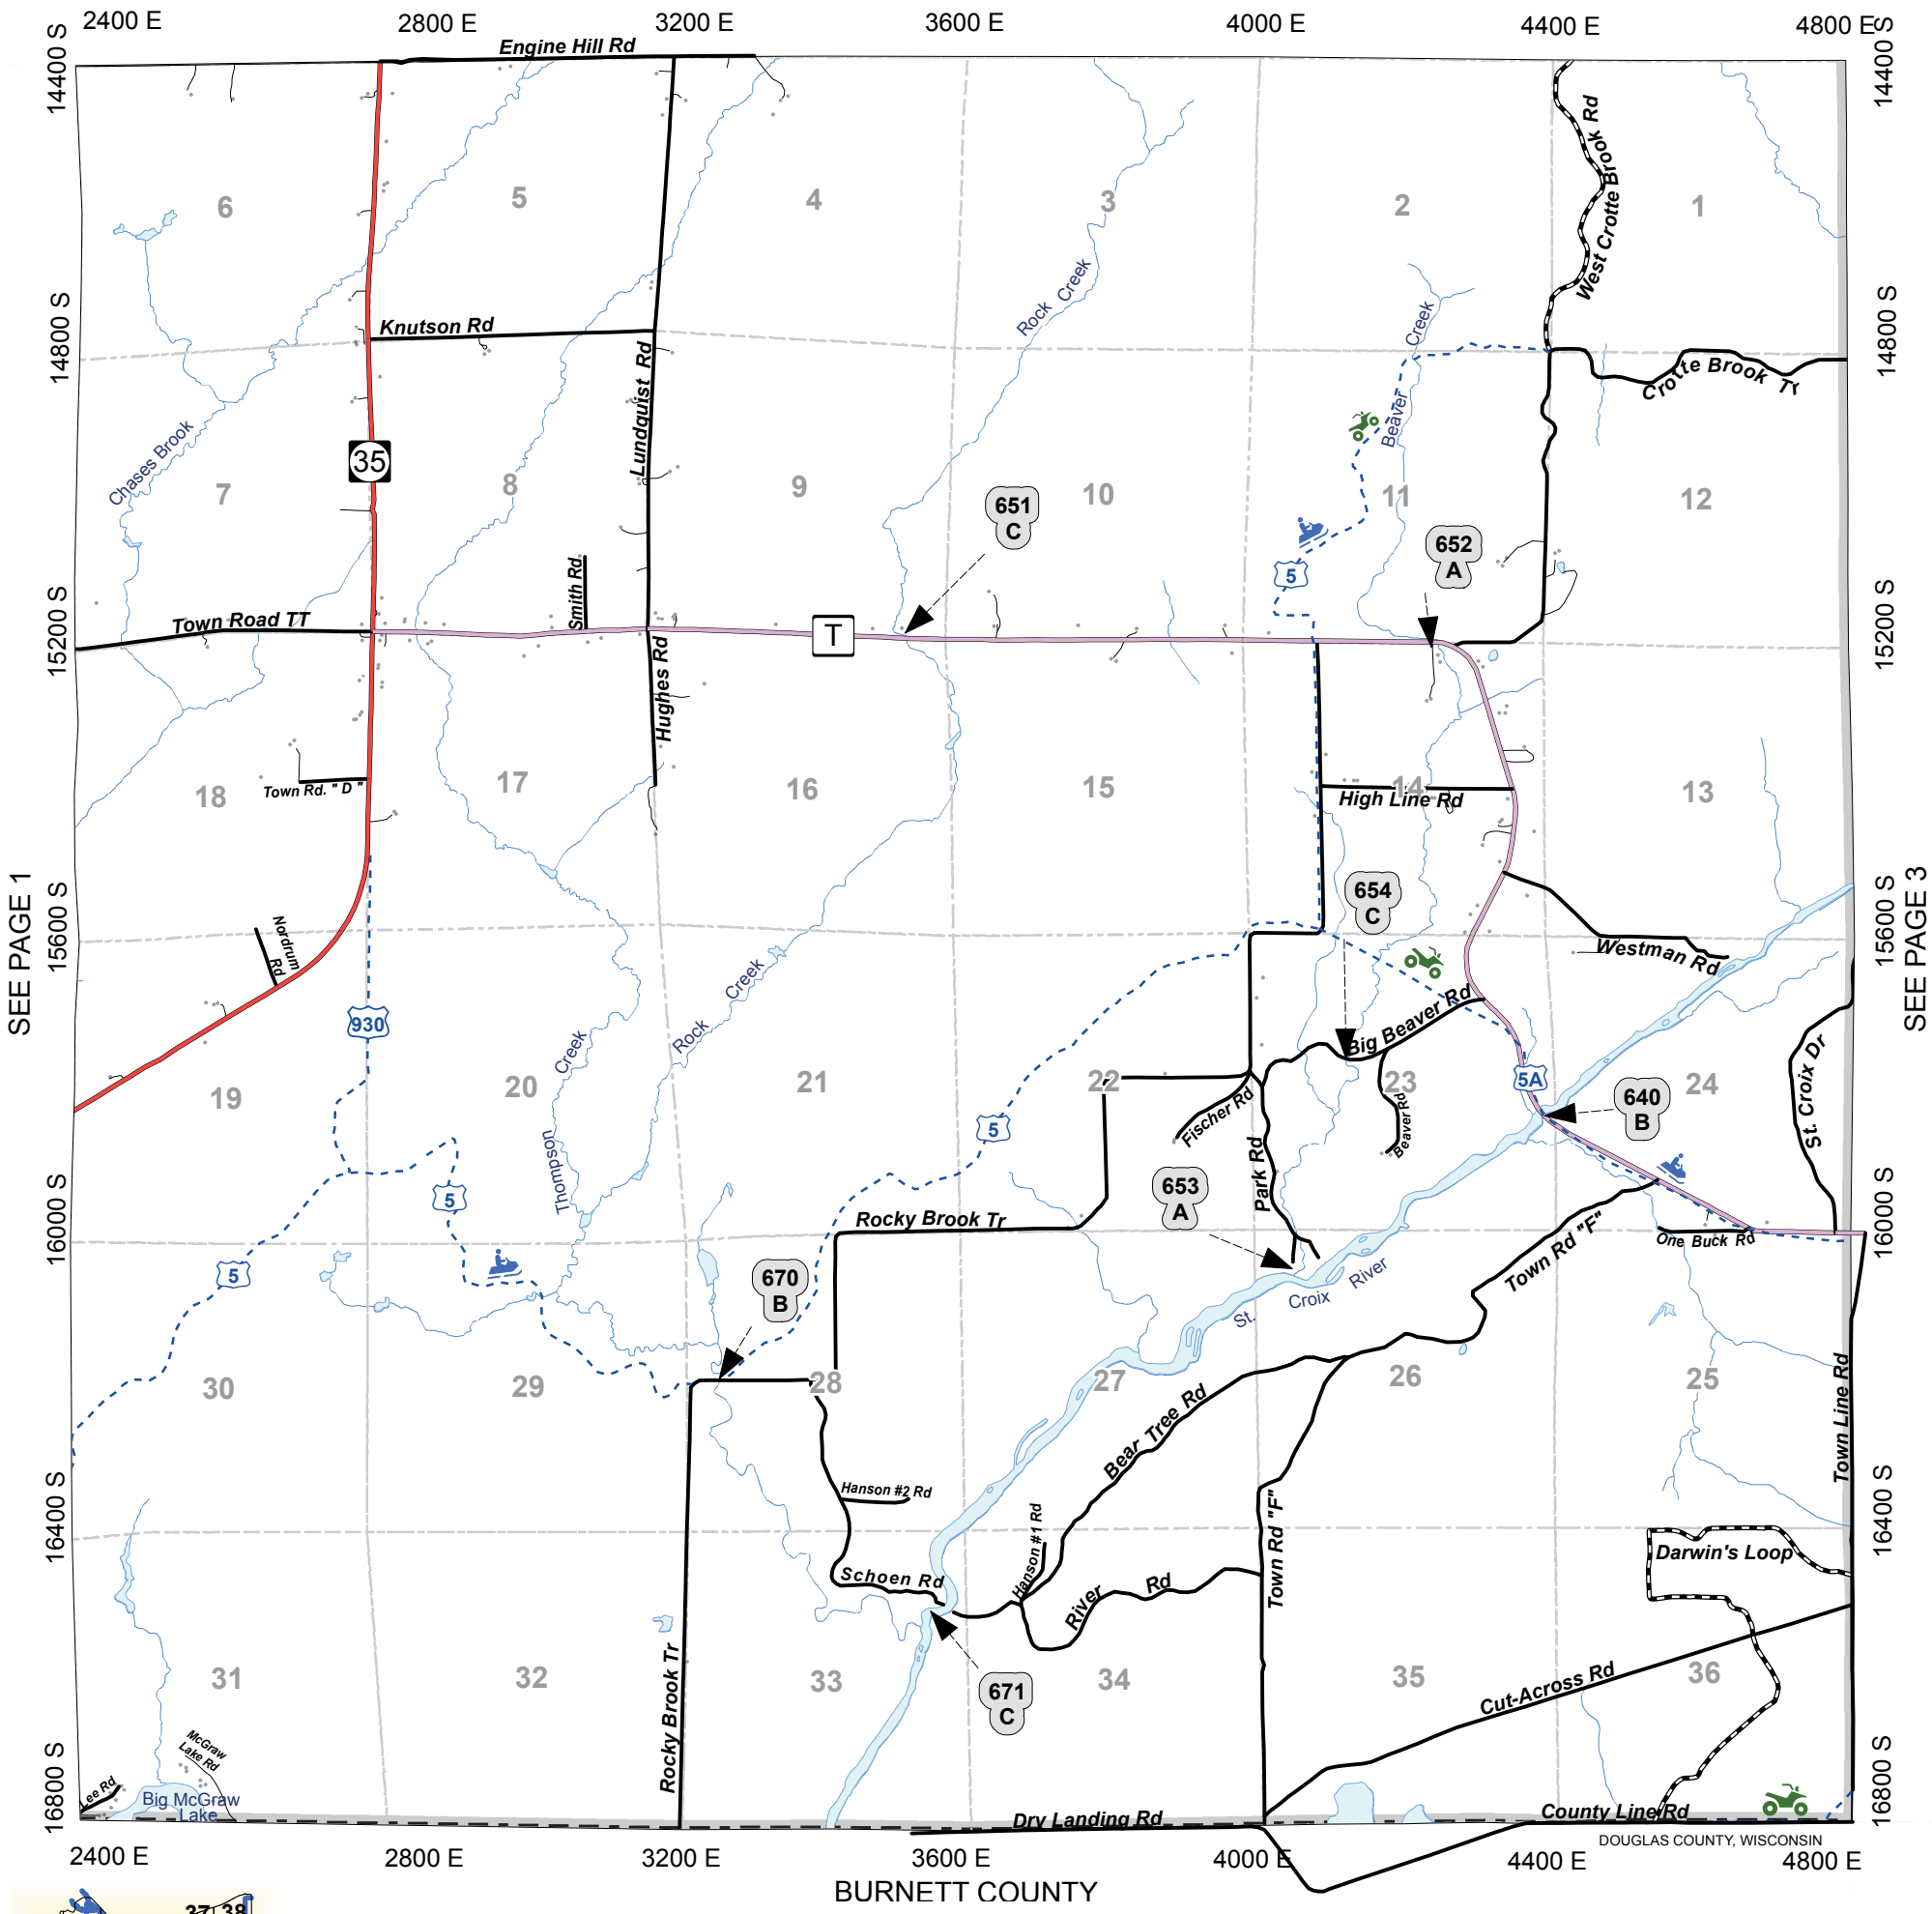 2400 E
2800 E
3200 E
3600 E
4000 E
4400 E
4800 E
14400 S
14400 S
Engine Hill Rd
West Crotte Brook Rd
6
5
4
3
2
1
Rock Creek
Beaver Creek
14800 S
14800 S
Knutson Rd
Lundquist Rd
Crotte Brook Tr
Chases Brook
35
7
8
9
10
11
12
651
C
652
A
5
Smith Rd
15200 S
15200 S
Town Road TT
T
Hughes Rd
18
17
16
15
14
13
Town Rd. "D"
High Line Rd
SEE PAGE 1
SEE PAGE 3
654
C
15600 S
15600 S
Nordrum
Rd
Westman Rd
930
Creek
Rock Creek
Big Beaver Rd
St. Croix Dr
19
20
21
22
23
24
5A
640
B
Fischer Rd
Beaver Rd
5
Thompson
Park Rd
653
A
5
16000 S
16000 S
Rocky Brook Tr
Town Rd "F"
One Buck Rd
5
670
B
St. Croix River
30
29
28
27
26
25
Bear Tree Rd
Town Line Rd
Hanson #2 Rd
16400 S
16400 S
Hanson #1 Rd
Town Rd "F"
Darwin's Loop
Schoen Rd
River Rd
31
32
33
34
35
36
671
C
Rocky Brook Tr
Cut-Across Rd
McGraw
Lake Rd
16800 S
16800 S
Lee Rd
Big McGraw
Lake
Dry Landing Rd
County Line Rd
DOUGLAS COUNTY, WISCONSIN
2400 E
2800 E
3200 E
3600 E
4000 E
4400 E
4800 E
BURNETT COUNTY
37 38